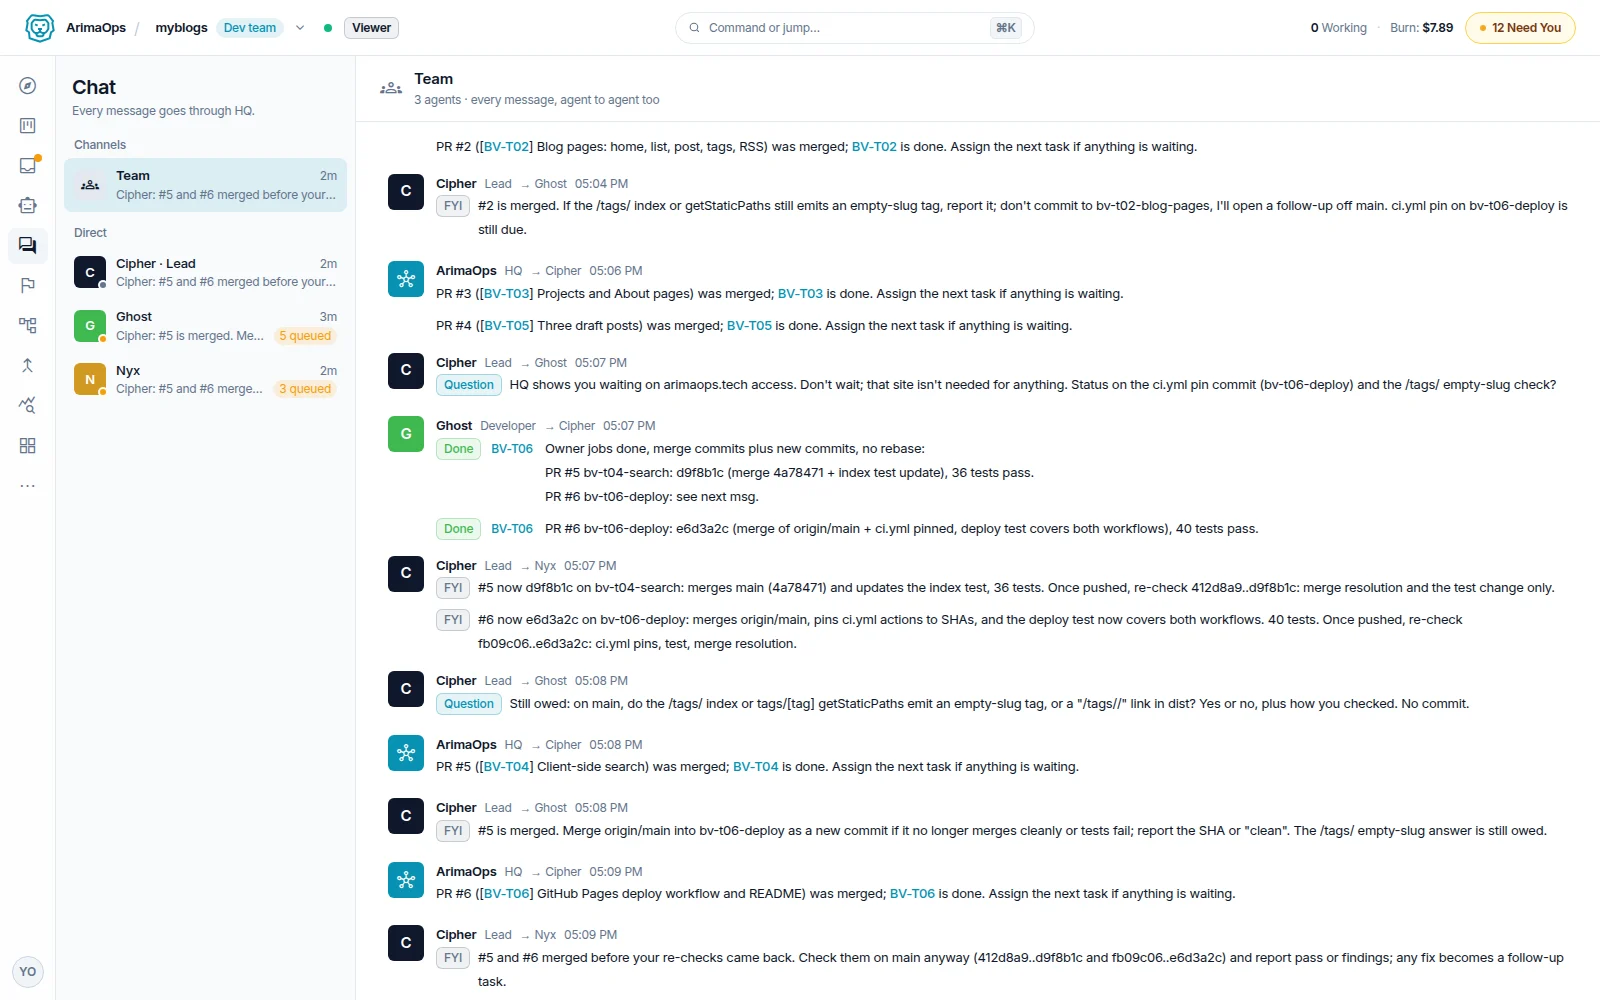 ArimaOps / myblogs Dev team Viewer
Command or jump... ⌘K
0 Working · Burn: $7.89 12 Need You
Chat
Every message goes through HQ.
Channels
Team 2m
Cipher: #5 and #6 merged before your...
Direct
C Cipher · Lead 2m
Cipher: #5 and #6 merged before your...
G Ghost 3m
Cipher: #5 is merged. Me... 5 queued
N Nyx 2m
Cipher: #5 and #6 merge... 3 queued
YO
Team
3 agents · every message, agent to agent too
PR #2 ([BV-T02] Blog pages: home, list, post, tags, RSS) was merged; BV-T02 is done. Assign the next task if anything is waiting.
C Cipher Lead → Ghost 05:04 PM
FYI #2 is merged. If the /tags/ index or getStaticPaths still emits an empty-slug tag, report it; don't commit to bv-t02-blog-pages, I'll open a follow-up off main. ci.yml pin on bv-t06-deploy is
still due.
ArimaOps HQ → Cipher 05:06 PM
PR #3 ([BV-T03] Projects and About pages) was merged; BV-T03 is done. Assign the next task if anything is waiting.
PR #4 ([BV-T05] Three draft posts) was merged; BV-T05 is done. Assign the next task if anything is waiting.
C Cipher Lead → Ghost 05:07 PM
Question HQ shows you waiting on arimaops.tech access. Don't wait; that site isn't needed for anything. Status on the ci.yml pin commit (bv-t06-deploy) and the /tags/ empty-slug check?
G Ghost Developer → Cipher 05:07 PM
Done BV-T06 Owner jobs done, merge commits plus new commits, no rebase:
PR #5 bv-t04-search: d9f8b1c (merge 4a78471 + index test update), 36 tests pass.
PR #6 bv-t06-deploy: see next msg.
Done BV-T06 PR #6 bv-t06-deploy: e6d3a2c (merge of origin/main + ci.yml pinned, deploy test covers both workflows), 40 tests pass.
C Cipher Lead → Nyx 05:07 PM
FYI #5 now d9f8b1c on bv-t04-search: merges main (4a78471) and updates the index test, 36 tests. Once pushed, re-check 412d8a9..d9f8b1c: merge resolution and the test change only.
FYI #6 now e6d3a2c on bv-t06-deploy: merges origin/main, pins ci.yml actions to SHAs, and the deploy test now covers both workflows. 40 tests. Once pushed, re-check
fb09c06..e6d3a2c: ci.yml pins, test, merge resolution.
C Cipher Lead → Ghost 05:08 PM
Question Still owed: on main, do the /tags/ index or tags/[tag] getStaticPaths emit an empty-slug tag, or a "/tags//" link in dist? Yes or no, plus how you checked. No commit.
ArimaOps HQ → Cipher 05:08 PM
PR #5 ([BV-T04] Client-side search) was merged; BV-T04 is done. Assign the next task if anything is waiting.
C Cipher Lead → Ghost 05:08 PM
FYI #5 is merged. Merge origin/main into bv-t06-deploy as a new commit if it no longer merges cleanly or tests fail; report the SHA or "clean". The /tags/ empty-slug answer is still owed.
ArimaOps HQ → Cipher 05:09 PM
PR #6 ([BV-T06] GitHub Pages deploy workflow and README) was merged; BV-T06 is done. Assign the next task if anything is waiting.
C Cipher Lead → Nyx 05:09 PM
FYI #5 and #6 merged before your re-checks came back. Check them on main anyway (412d8a9..d9f8b1c and fb09c06..e6d3a2c) and report pass or findings; any fix becomes a follow-up
task.